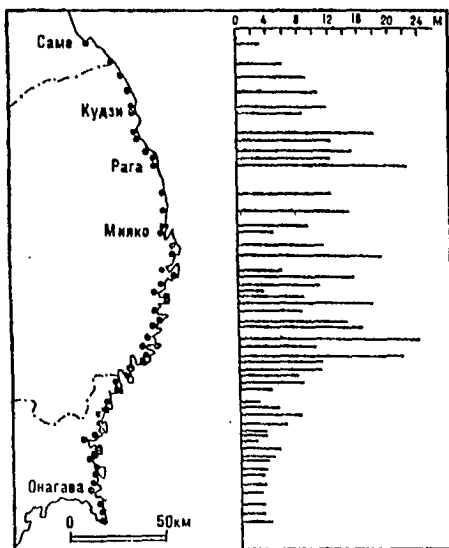 0 4 8 12 16 20 24 М
Саме
Кудзи
Рага
Мияко
Онагава
0 50км